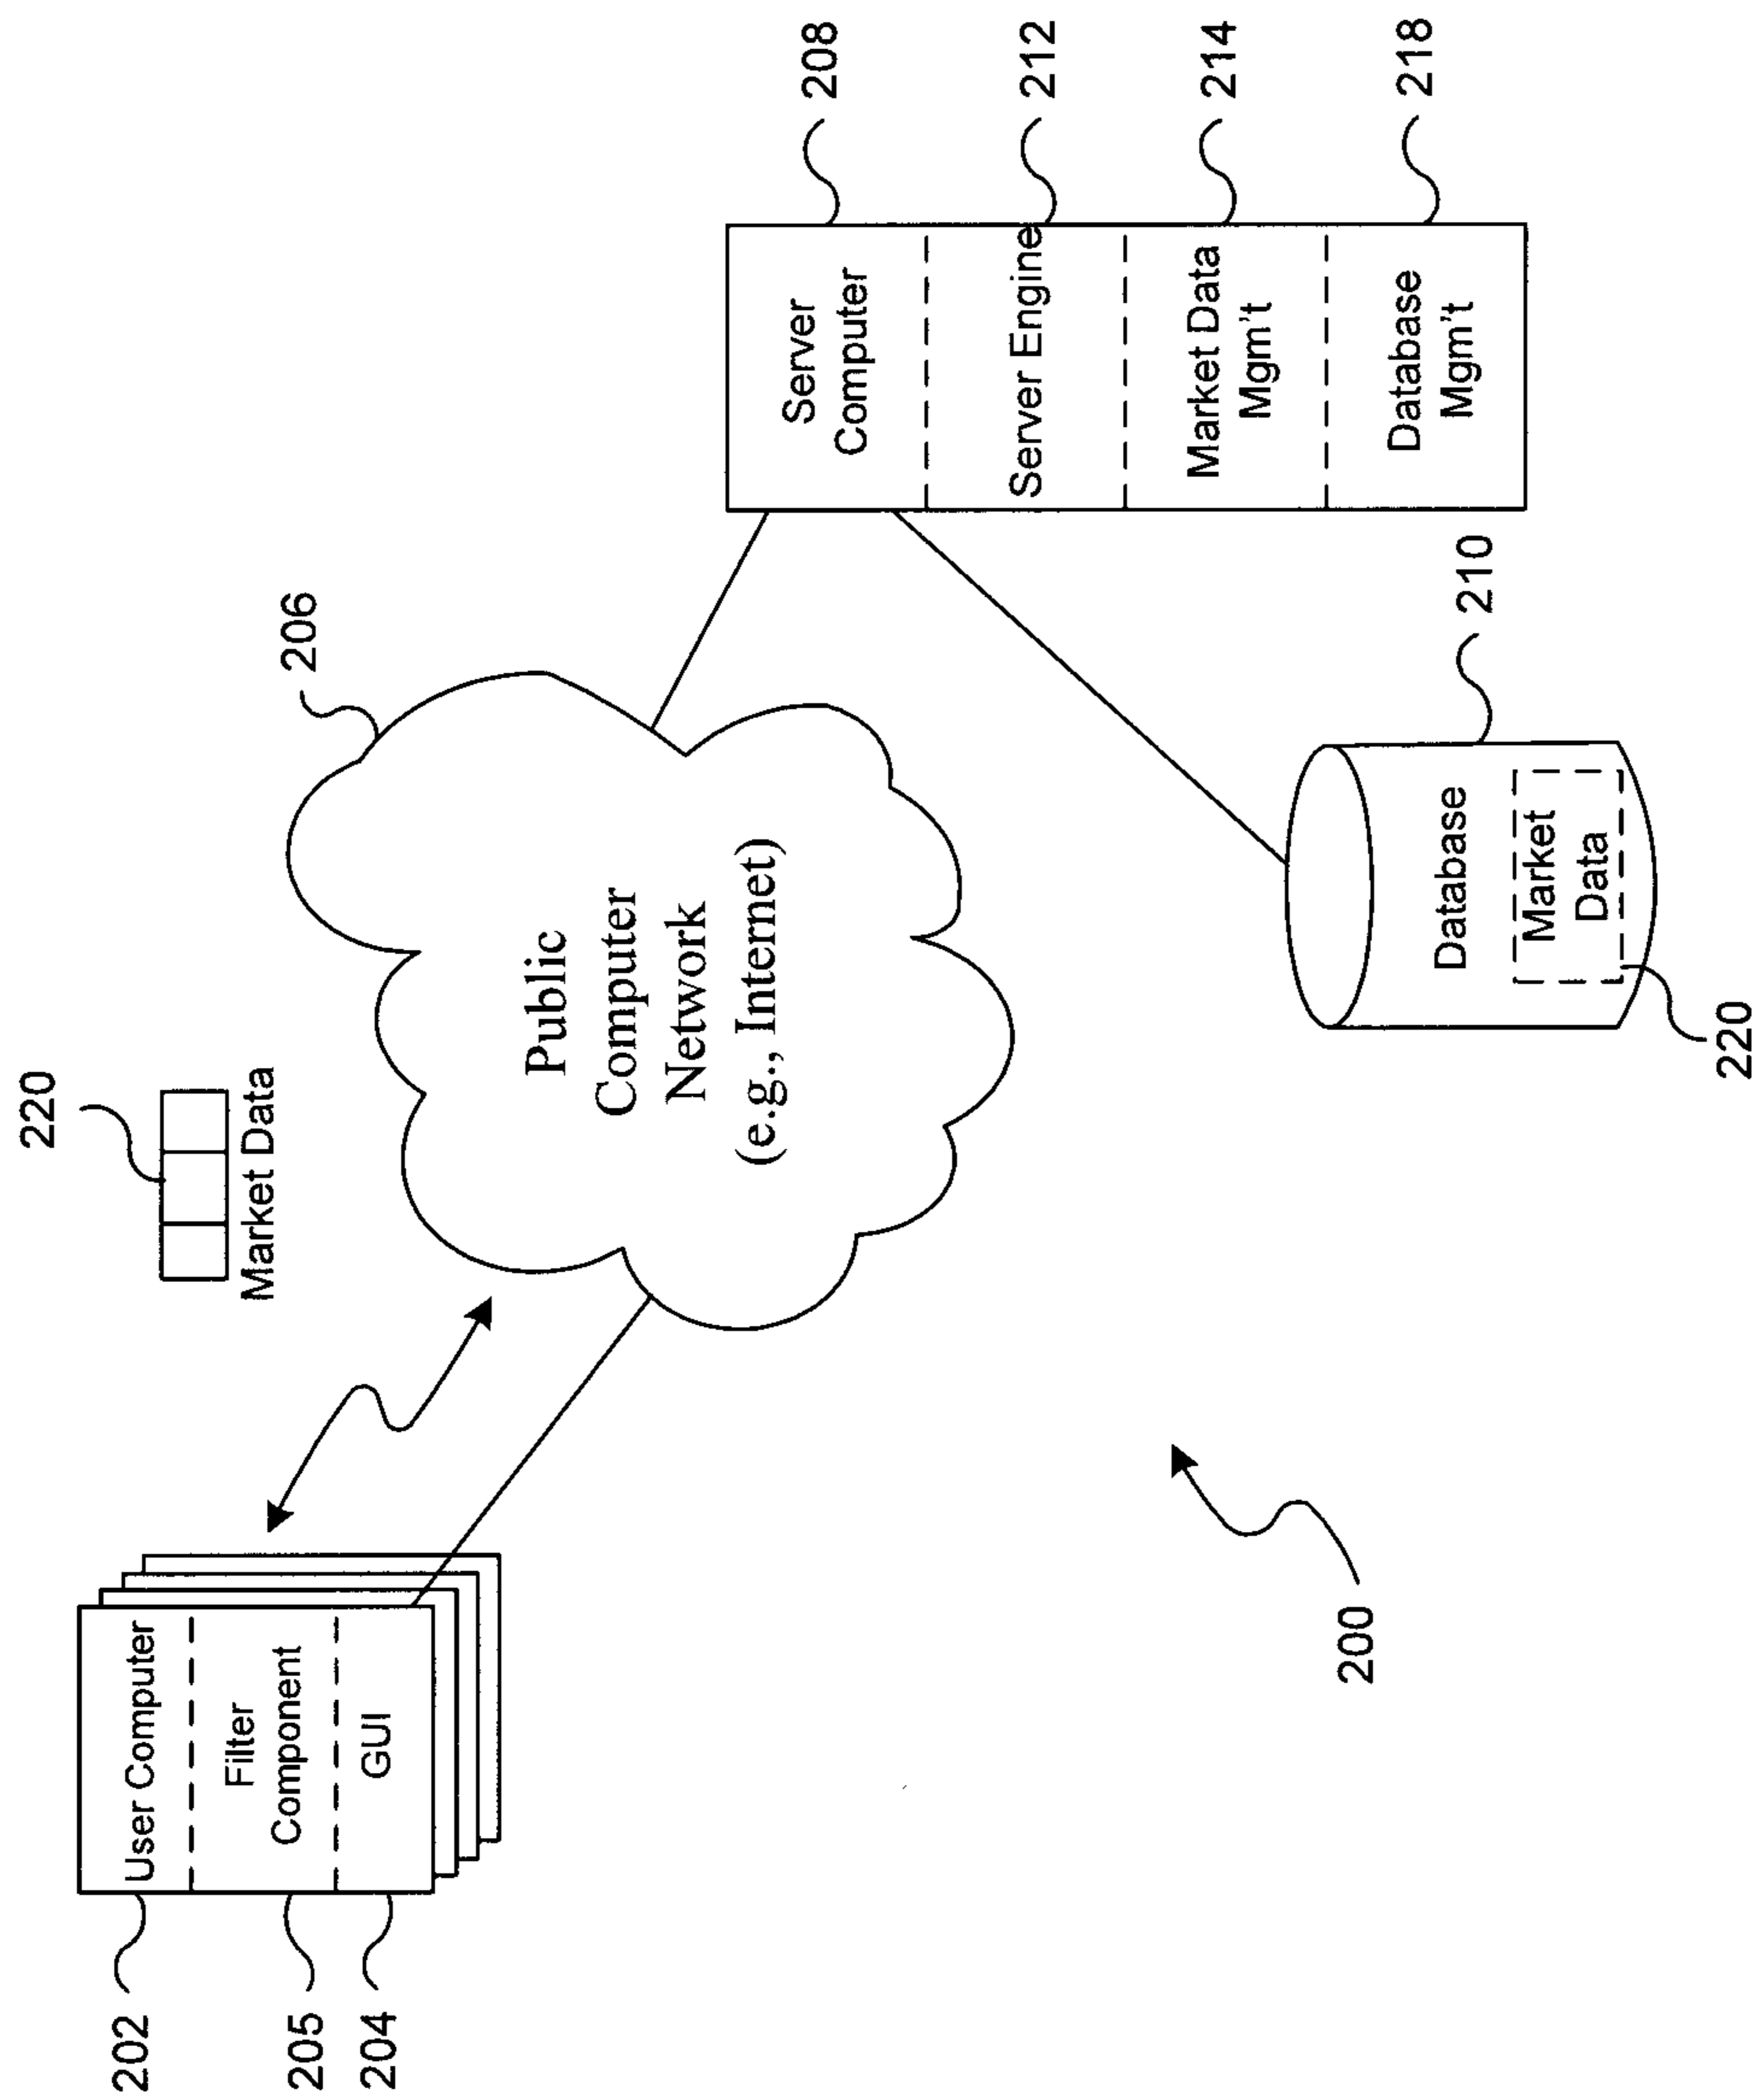 220
Market Data
202
User Computer
205
Filter
Component
204
GUI
206
Public
Computer
Network
(e.g., Internet)
208
Server
Computer
212
Server Engine
214
Market Data
Mgm't
218
Database
Mgm't
210
Database
Market
Data
220
200